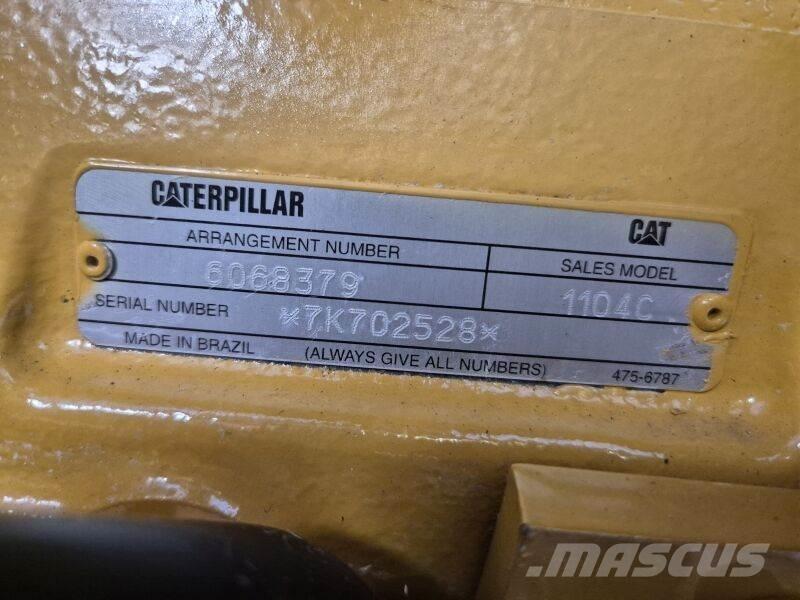 CATERPILLAR
CAT
ARRANGEMENT NUMBER
SALES MODEL
6068379
1104C
SERIAL NUMBER
*7K702528*
MADE IN BRAZIL
(ALWAYS GIVE ALL NUMBERS)
475-6787
MASCUS